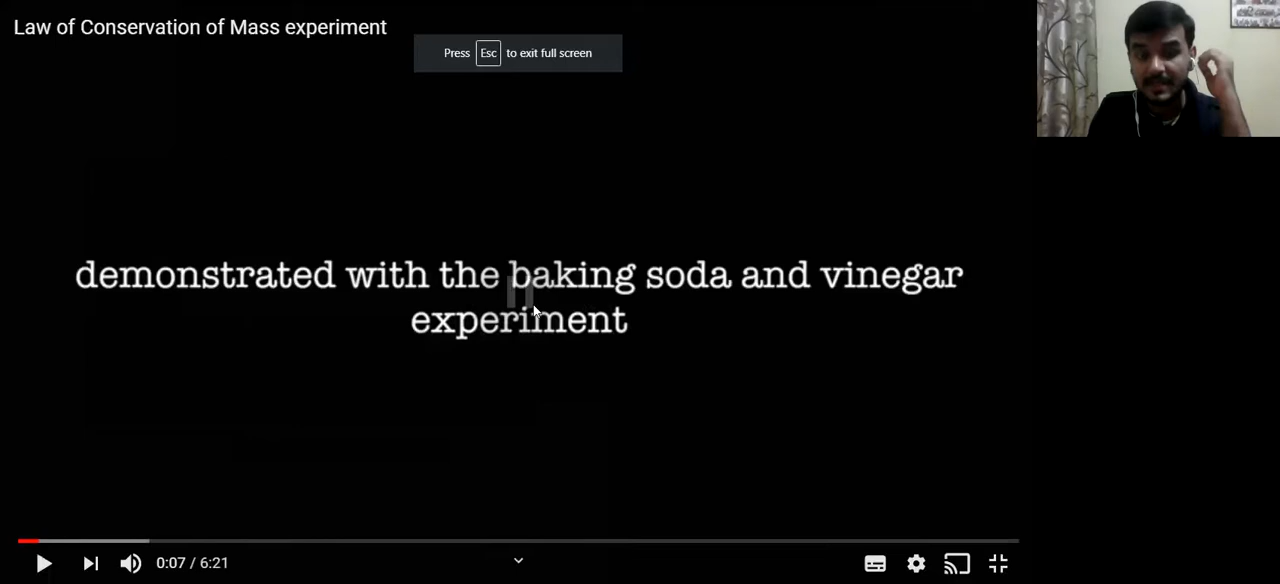 Law of Conservation of Mass experiment
Press Esc to exit full screen
demonstrated with the baking soda and vinegar
experiment
0:07 / 6:21